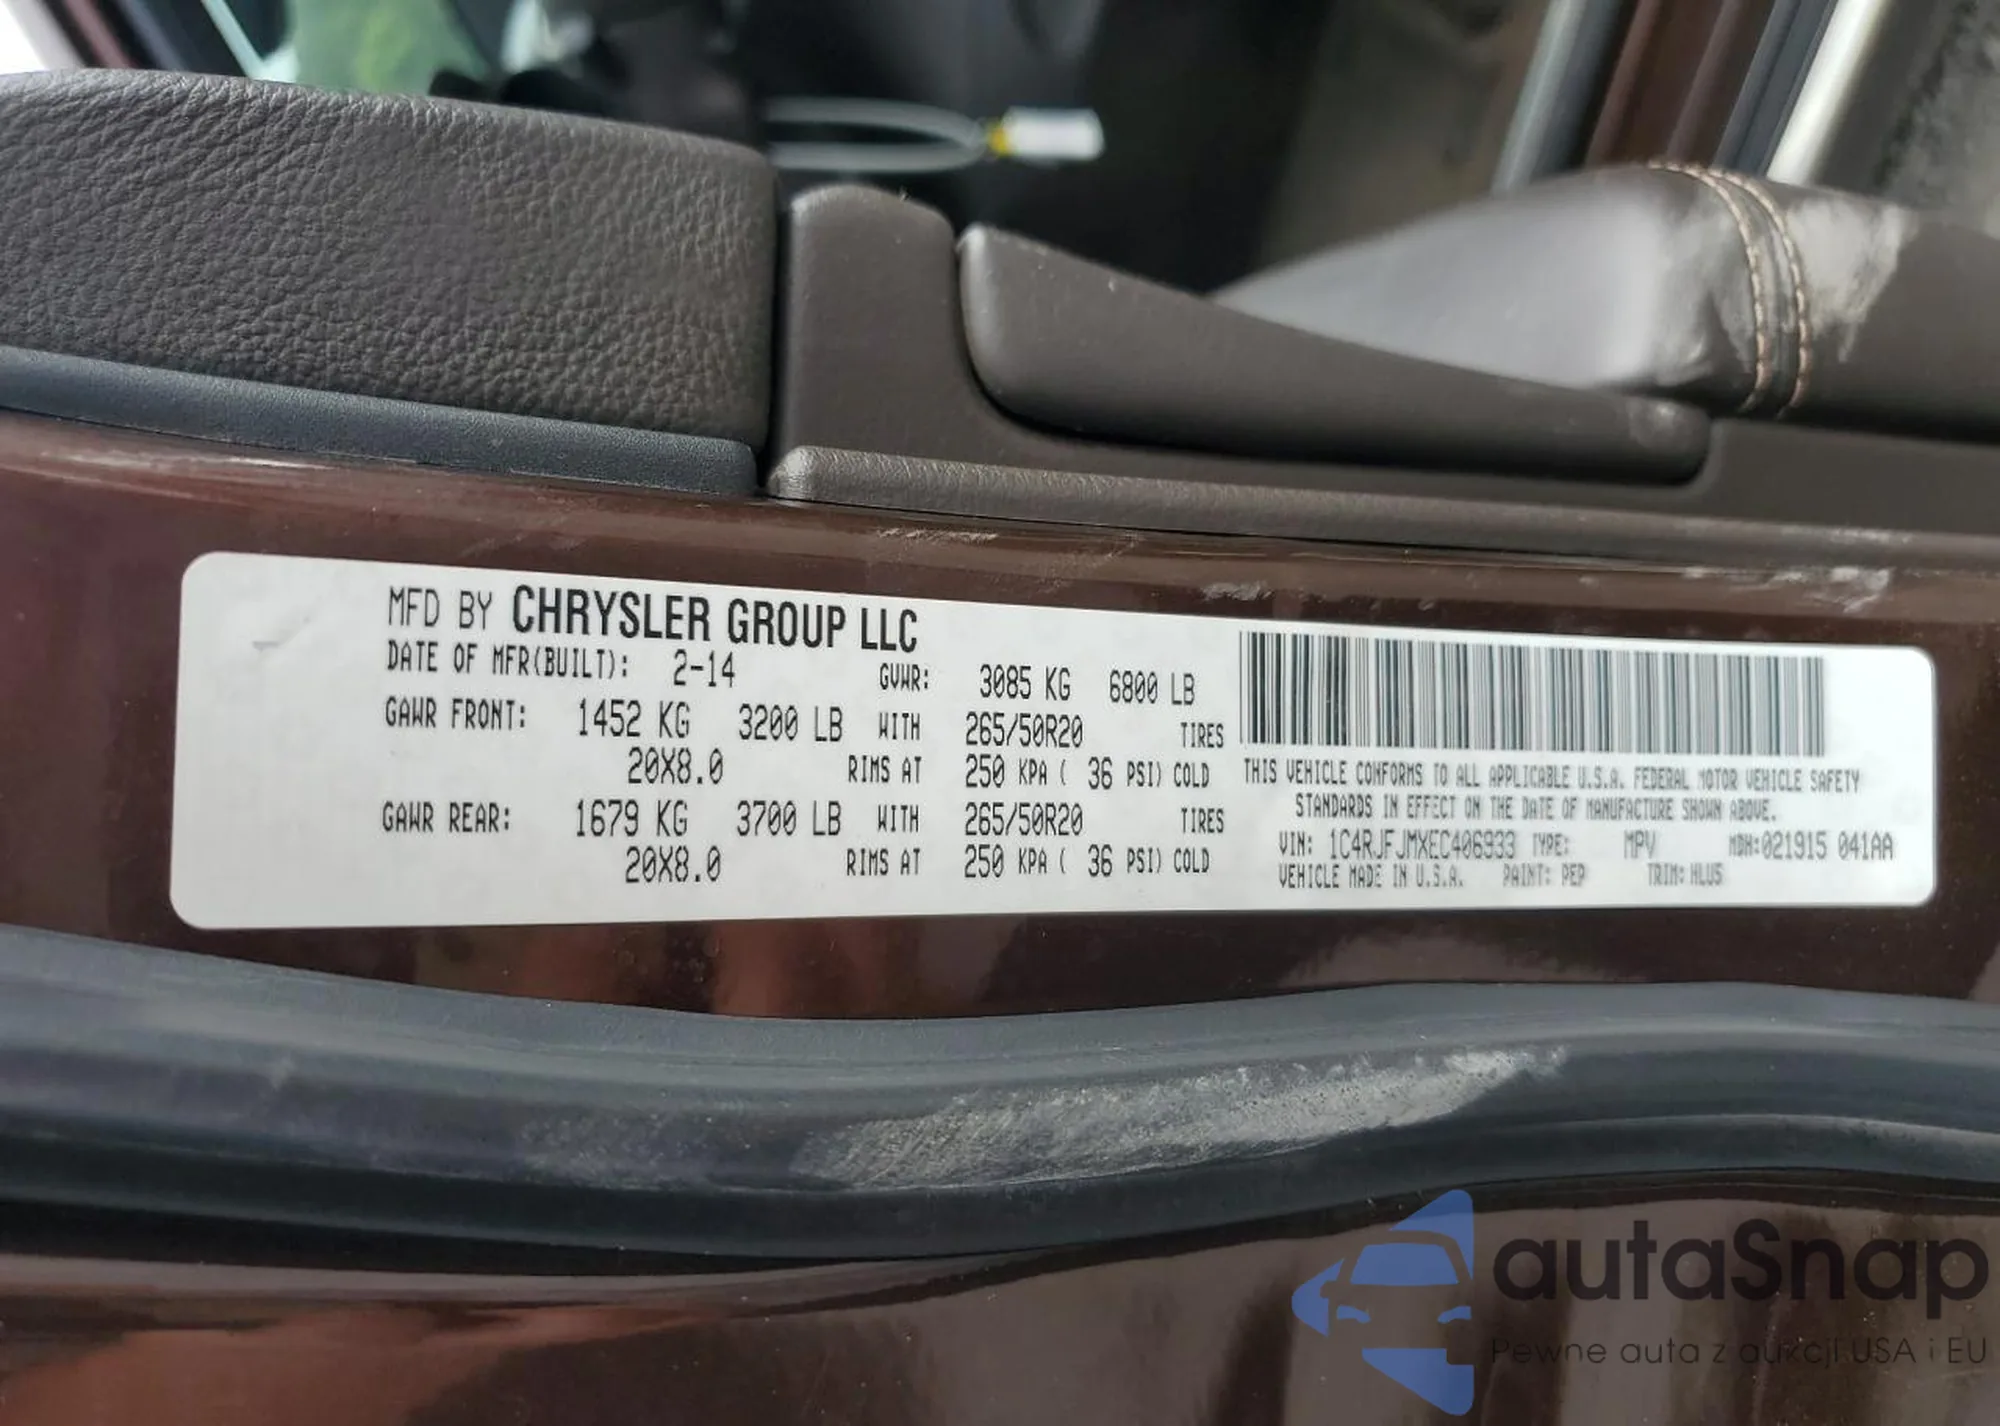 MFD BY CHRYSLER GROUP LLC
DATE OF MFR(BUILT): 2-14 GVWR: 3085 KG 6800 LB
GAWR FRONT: 1452 KG 3200 LB WITH 265/50R20 TIRES
20X8.0 RIMS AT 250 KPA ( 36 PSI) COLD
GAWR REAR: 1679 KG 3700 LB WITH 265/50R20 TIRES
20X8.0 RIMS AT 250 KPA ( 36 PSI) COLD
THIS VEHICLE CONFORMS TO ALL APPLICABLE U.S.A. FEDERAL MOTOR VEHICLE SAFETY
STANDARDS IN EFFECT ON THE DATE OF MANUFACTURE SHOWN ABOVE.
VIN: 1C4RJFJMXEC406933 TYPE: MPV MDH:021915 041AA
VEHICLE MADE IN U.S.A. PAINT: PEP TRIM: HLU5
autaSnap
Pewne auta z aukcji USA i EU